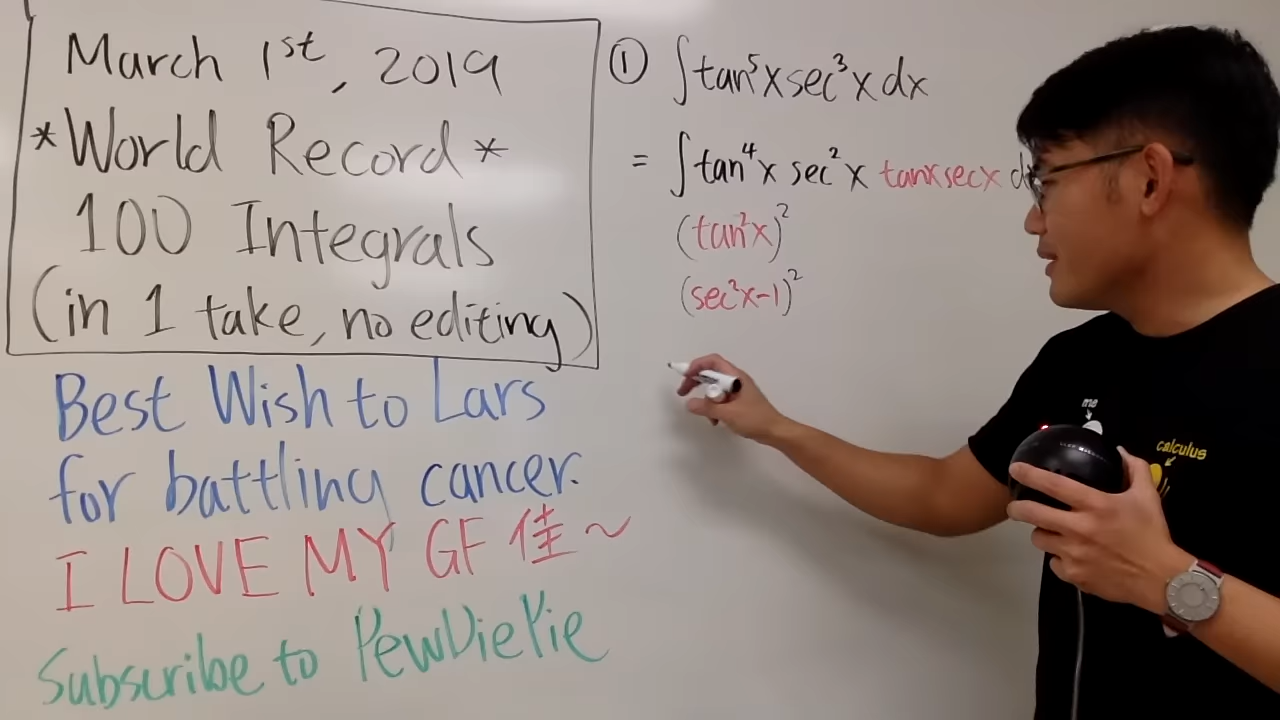 March 1st, 2019
*World Record*
100 Integrals
(in 1 take, no editing)
Best Wish to Lars
for battling cancer.
I LOVE MY GF 佳~
Subscribe to PewDiePie
① ∫tan⁵x sec³x dx
= ∫tan⁴x sec²x tanx secx dx
(tan²x)²
(sec²x-1)²
me
calculus